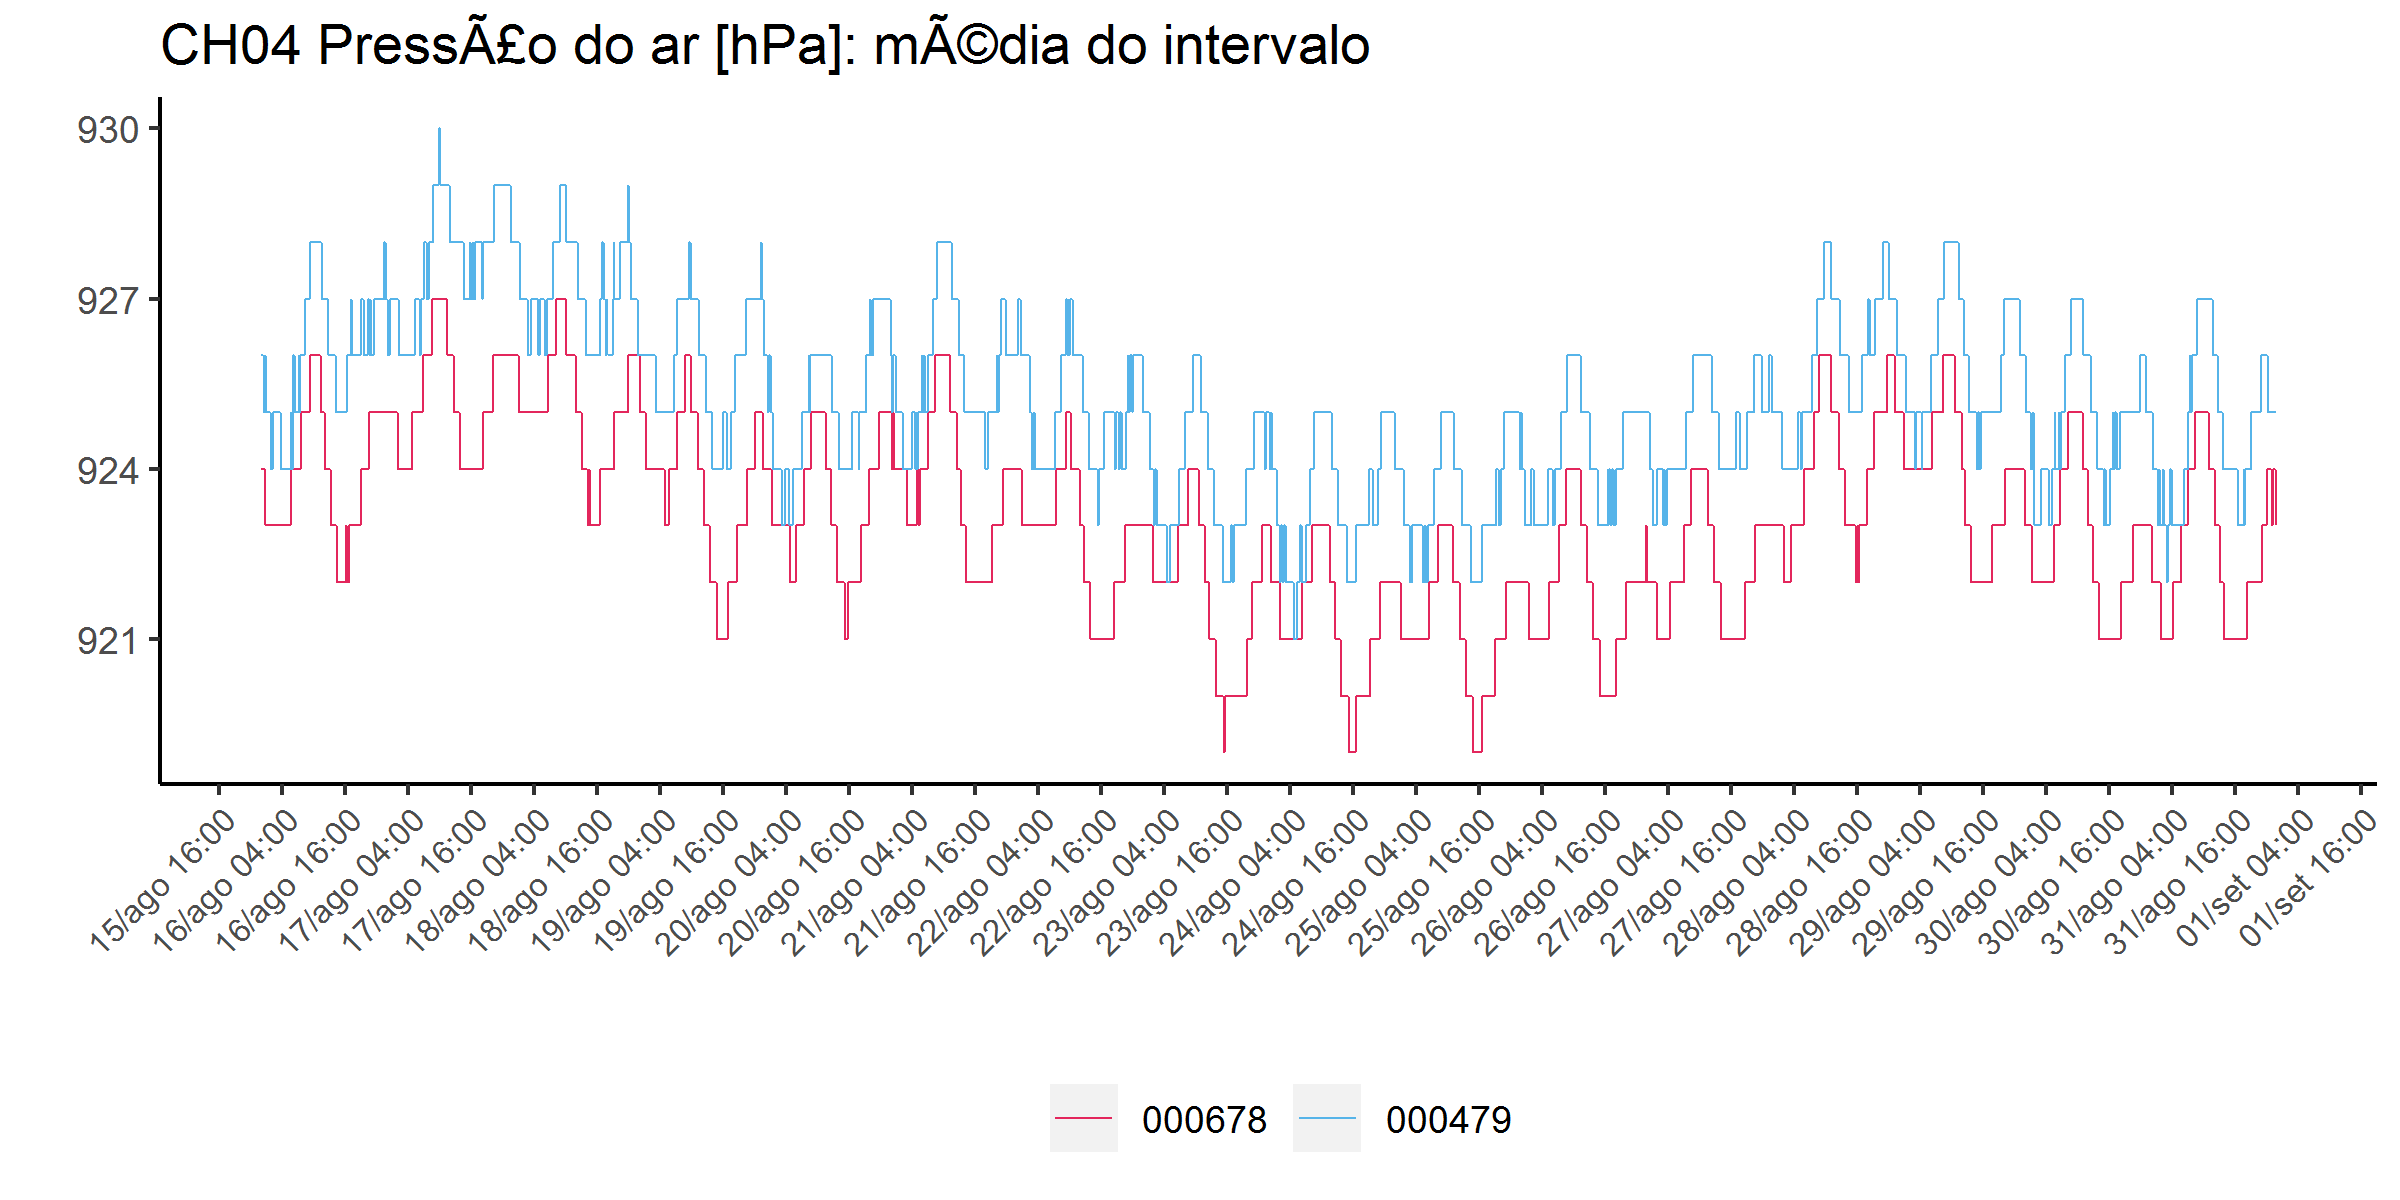 CH04 PressÃ£o do ar [hPa]: mÃ©dia do intervalo
930
927
924
921
15/ago 16:00
16/ago 04:00
16/ago 16:00
17/ago 04:00
17/ago 16:00
18/ago 04:00
18/ago 16:00
19/ago 04:00
19/ago 16:00
20/ago 04:00
20/ago 16:00
21/ago 04:00
21/ago 16:00
22/ago 04:00
22/ago 16:00
23/ago 04:00
23/ago 16:00
24/ago 04:00
24/ago 16:00
25/ago 04:00
25/ago 16:00
26/ago 04:00
26/ago 16:00
27/ago 04:00
27/ago 16:00
28/ago 04:00
28/ago 16:00
29/ago 04:00
29/ago 16:00
30/ago 04:00
30/ago 16:00
31/ago 04:00
31/ago 16:00
01/set 04:00
01/set 16:00
000678
000479